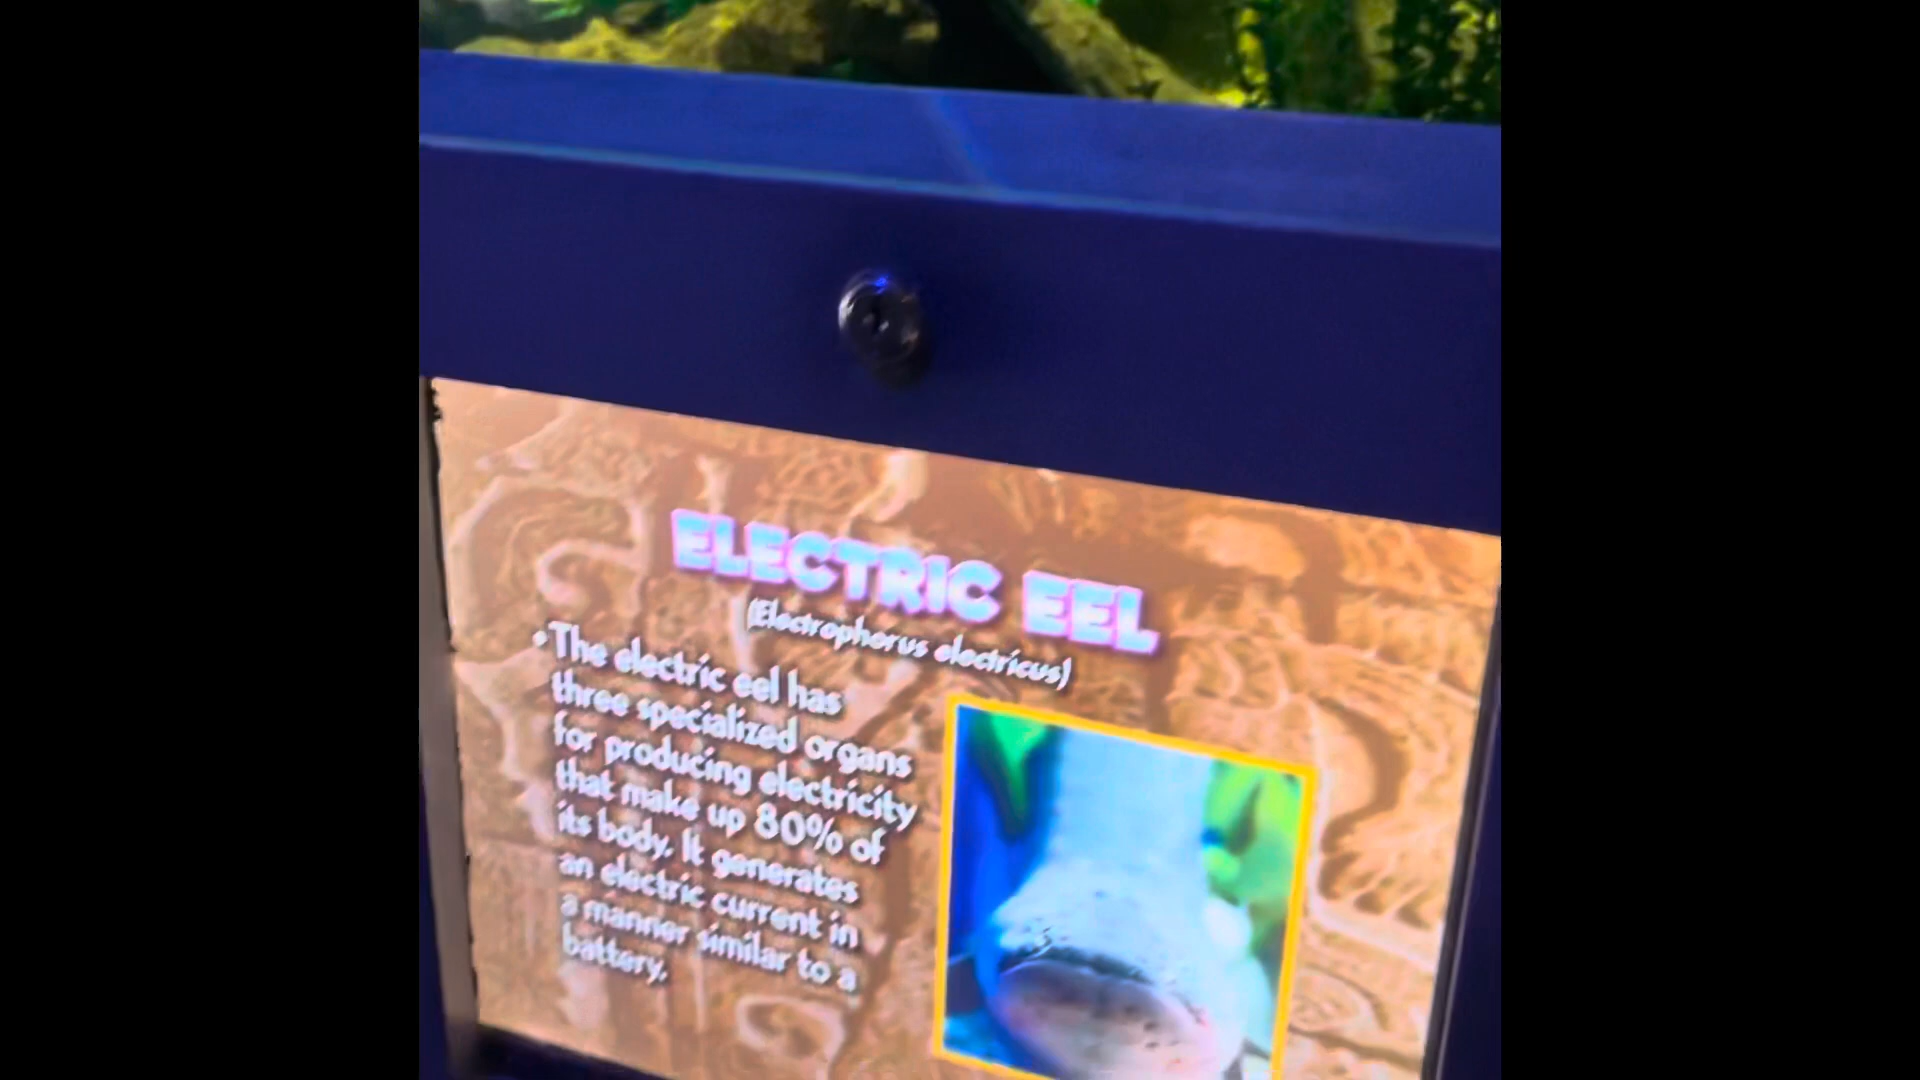 ELECTRIC EEL
(Electrophorus electricus)
• The electric eel has
three specialized organs
for producing electricity
that make up 80% of
its body. It generates
an electric current in
a manner similar to a
battery.